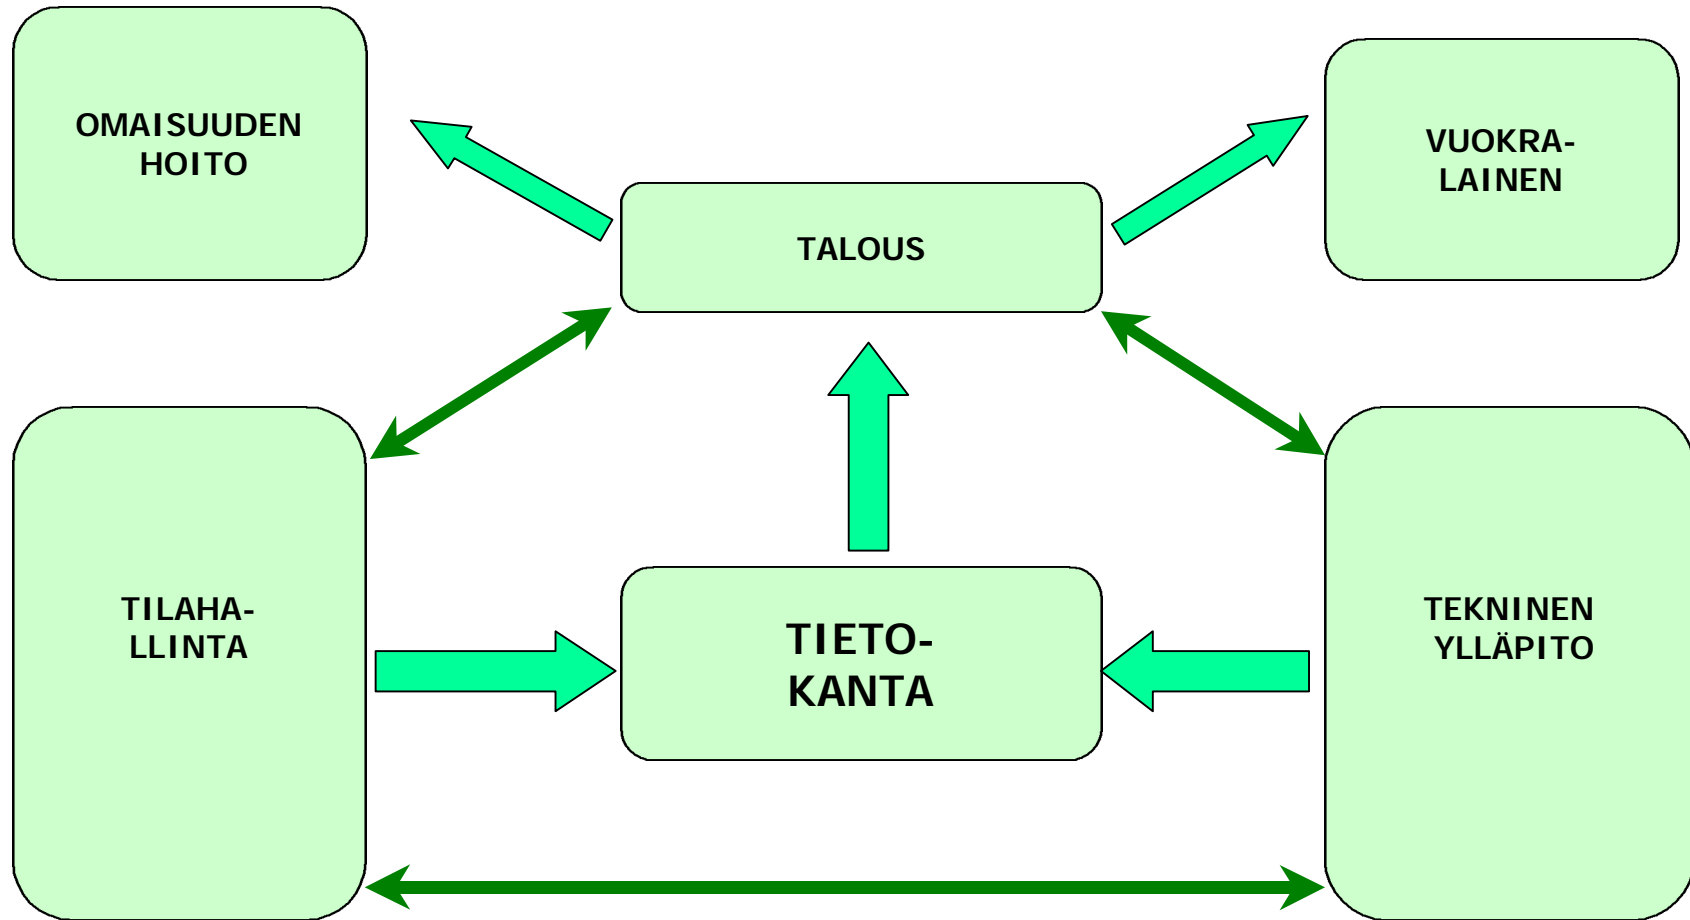 OMAISUUDEN
HOITO
VUOKRA-
LAINEN
TALOUS
TILAHA-
LLINTA
TIETO-
KANTA
TEKNINEN
YLLÄPITO